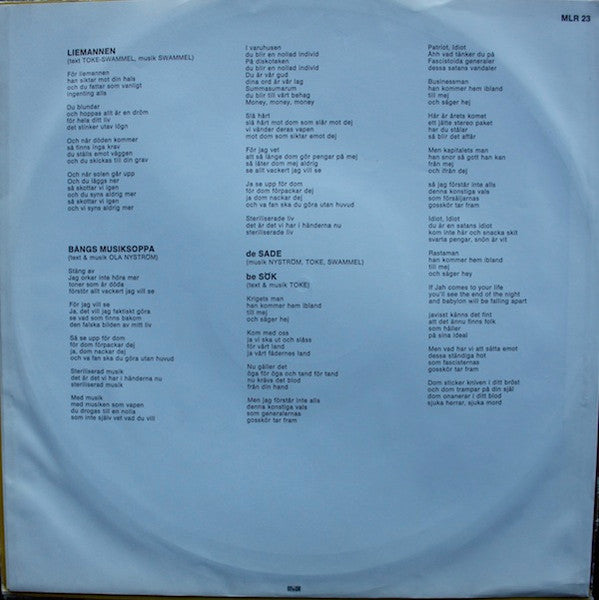 MLR 23
LIEMANNEN
(text TOKE-SWAMMEL, musik SWAMMEL)
För liemannen
han siktar mot din hals
och du fattar som vanligt
ingenting alls
Du blundar
och hoppas allt är en dröm
för hela ditt liv
det stinker utav lögn
Och när döden kommer
så finns inga krav
du ställs emot väggen
och du skickas till din grav
Och när solen går upp
Och du läggs ner
så skottar vi igen
och du syns aldrig mer
så skottar vi igen
och vi syns aldrig mer
BÄNGS MUSIKSOPPA
(text & musik OLA NYSTRÖM)
Stäng av
Jag orkar inte höra mer
toner som är döda
förstör allt vackert jag vill se
För jag vill se
Ja, det vill jag faktiskt göra
se vad som finns bakom
den falska bilden av mitt liv
Så se upp för dom
för dom förpackar dej
ja, dom nackar dej
och va fan ska du göra utan huvud
Steriliserad musik
det är det vi har i händerna nu
steriliserad musik
Med musik
med musiken som vapen
du drogas till en nolla
som inte själv vet vad du vill
I varuhusen
du blir en nollad individ
På diskoteken
du blir en nollad individ
Du är vår gud
dina ord är vår lag
Summasumarum
du blir till vårt behag
Money, money, money
Slå hårt
slå hårt mot dom som slår mot dej
vi vänder deras vapen
mot dom som siktar emot dej
För jag vet
att så länge dom gör pengar på mej
så låter dom mej aldrig
se allt vackert jag vill se
Ja se upp för dom
för dom förpackar dej
ja dom nackar dej
och va fan ska du göra utan huvud
Steriliserade liv
det är det vi har i händerna nu
steriliserade liv
de SADE
(musik NYSTRÖM, TOKE, SWAMMEL)
be SÖK
(text & musik TOKE)
Krigets man
han kommer hem ibland
till mej
och säger hej
Kom med oss
ja vi ska ut och slåss
för vårt land
ja vårt fädernes land
Nu gäller det
öga för öga och tand för tand
nu krävs det blod
från din hand
Men jag förstår inte alls
denna konstiga vals
som generalernas
gosskör tar fram
Patriot, Idiot
Åhh vad tänker du på
Fascistoida generaler
dessa satans vandaler
Businessman
han kommer hem ibland
till mej
och säger hej
Här är årets komet
ett jätte stereo paket
har du stålar
så blir det affär
Men kapitalets man
han snor så gott han kan
från mej
och ifrån dej
så jag förstår inte alls
denna konstiga vals
som försäljarnas
gosskör tar fram
Idiot, Idiot
du är en satans idiot
kom inte här och snacka skit
svarta pengar, snön är vit
Rastaman
han kommer hem ibland
till mej
och säger hey
If Jah comes to your life
you'll see the end of the night
and babylon will be falling apart
javisst känns det fint
att det ännu finns folk
som håller
på sina ideal
Men vad har vi att sätta emot
dessa ständiga hot
som fascisternas
gosskör tar fram
Dom sticker kniven i ditt bröst
och dom trampar på din själ
dom onanerar i ditt blod
sjuka herrar, sjuka mord